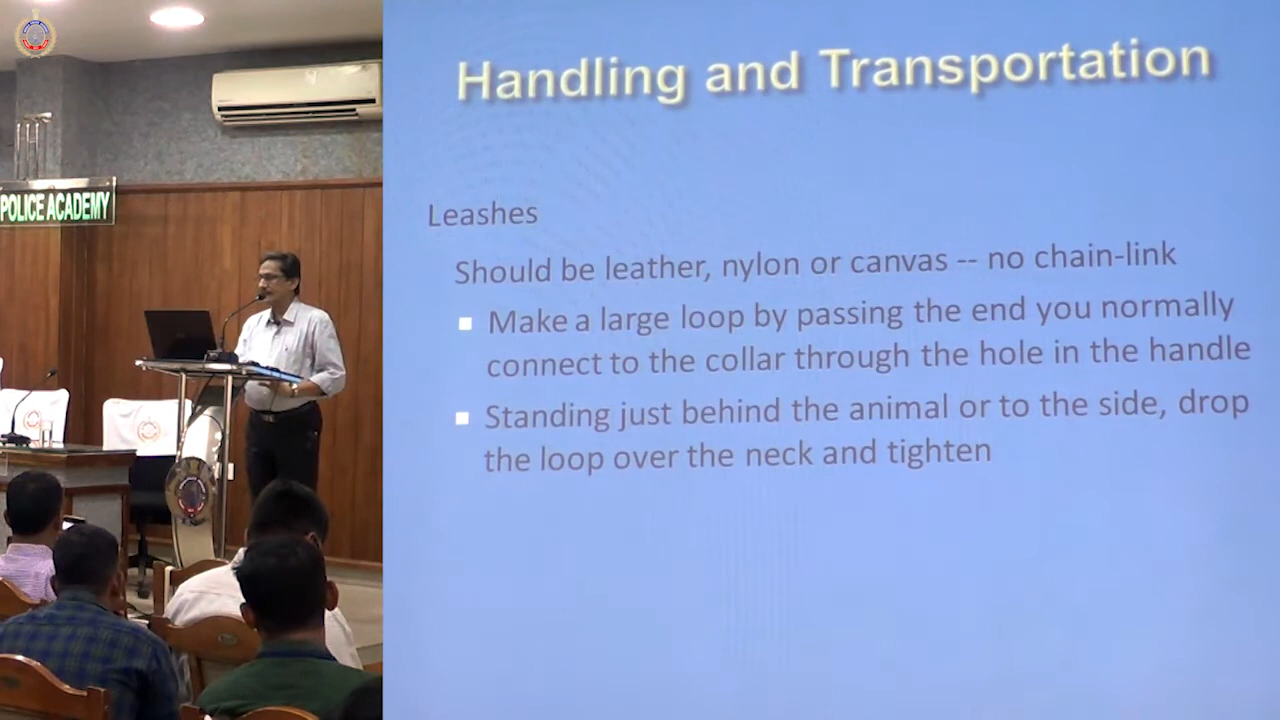 Handling and Transportation
POLICE ACADEMY
Leashes
Should be leather, nylon or canvas -- no chain-link
Make a large loop by passing the end you normally
connect to the collar through the hole in the handle
Standing just behind the animal or to the side, drop
the loop over the neck and tighten